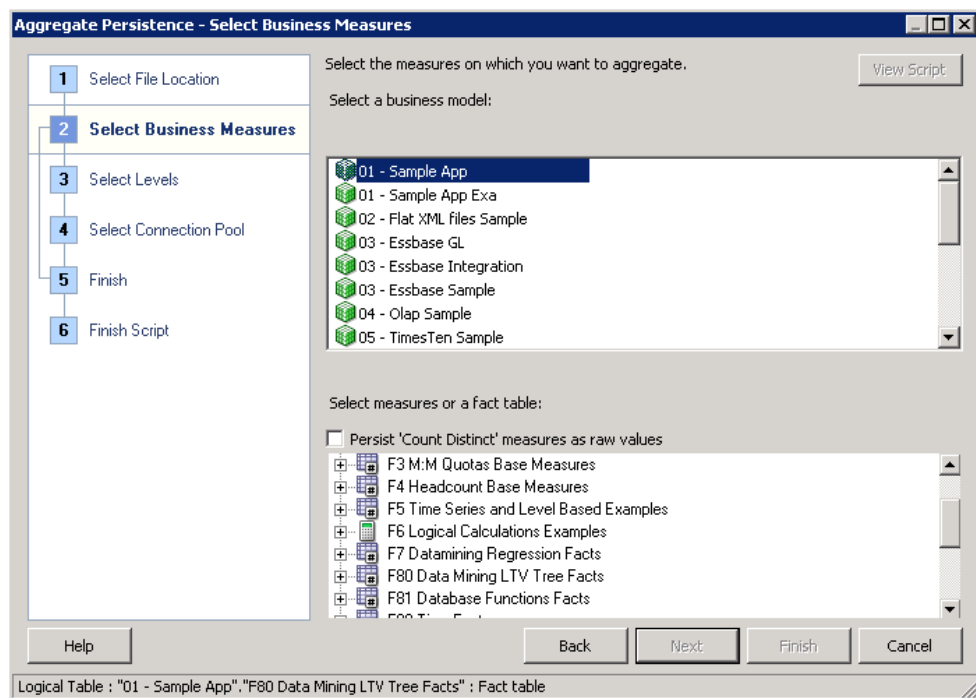 Aggregate Persistence - Select Business Measures
1 Select File Location
2 Select Business Measures
3 Select Levels
4 Select Connection Pool
5 Finish
6 Finish Script
Select the measures on which you want to aggregate.
View Script
Select a business model:
01 - Sample App
01 - Sample App Exa
02 - Flat XML files Sample
03 - Essbase GL
03 - Essbase Integration
03 - Essbase Sample
04 - Olap Sample
05 - TimesTen Sample
Select measures or a fact table:
Persist 'Count Distinct' measures as raw values
F3 M:M Quotas Base Measures
F4 Headcount Base Measures
F5 Time Series and Level Based Examples
F6 Logical Calculations Examples
F7 Datamining Regression Facts
F80 Data Mining LTV Tree Facts
F81 Database Functions Facts
Help Back Next Finish Cancel
Logical Table : "01 - Sample App"."F80 Data Mining LTV Tree Facts" : Fact table